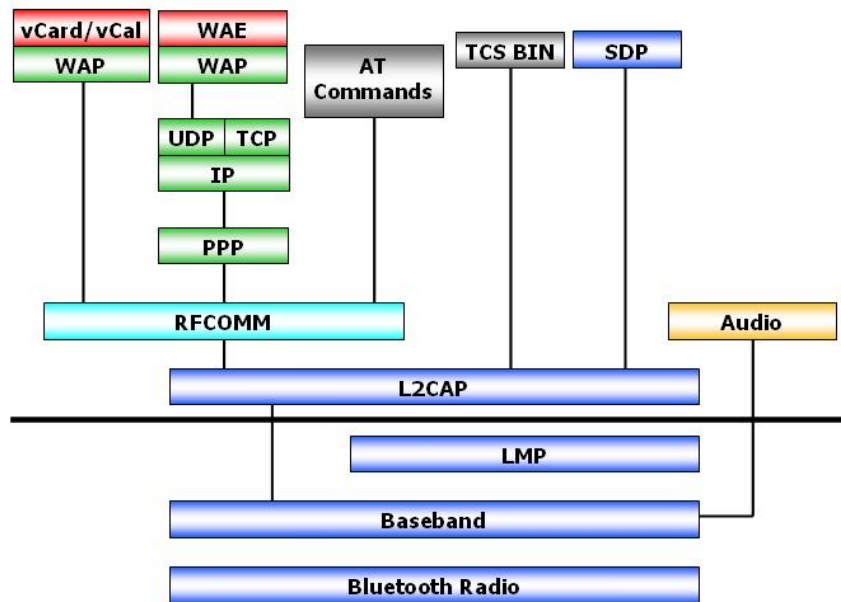 vCard/vCal
WAP
WAE
WAP
AT
Commands
TCS BIN
SDP
UDP TCP
IP
PPP
RFCOMM
Audio
L2CAP
LMP
Baseband
Bluetooth Radio